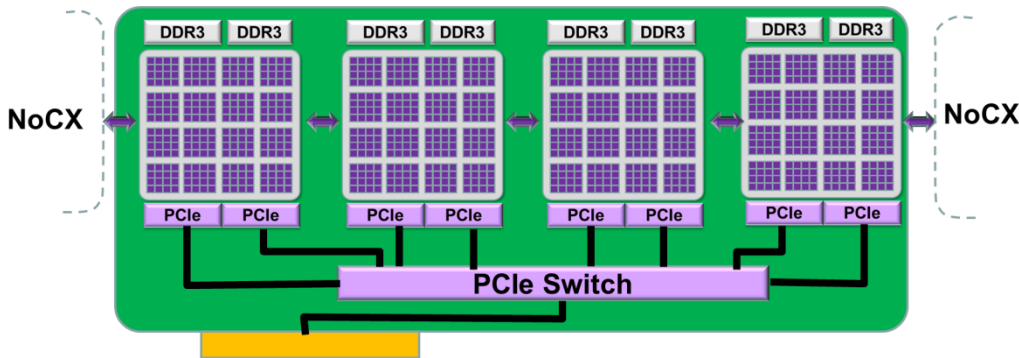 DDR3 DDR3 DDR3 DDR3 DDR3 DDR3 DDR3 DDR3
NoCX NoCX
PCIe PCIe PCIe PCIe PCIe PCIe PCIe PCIe
PCIe Switch